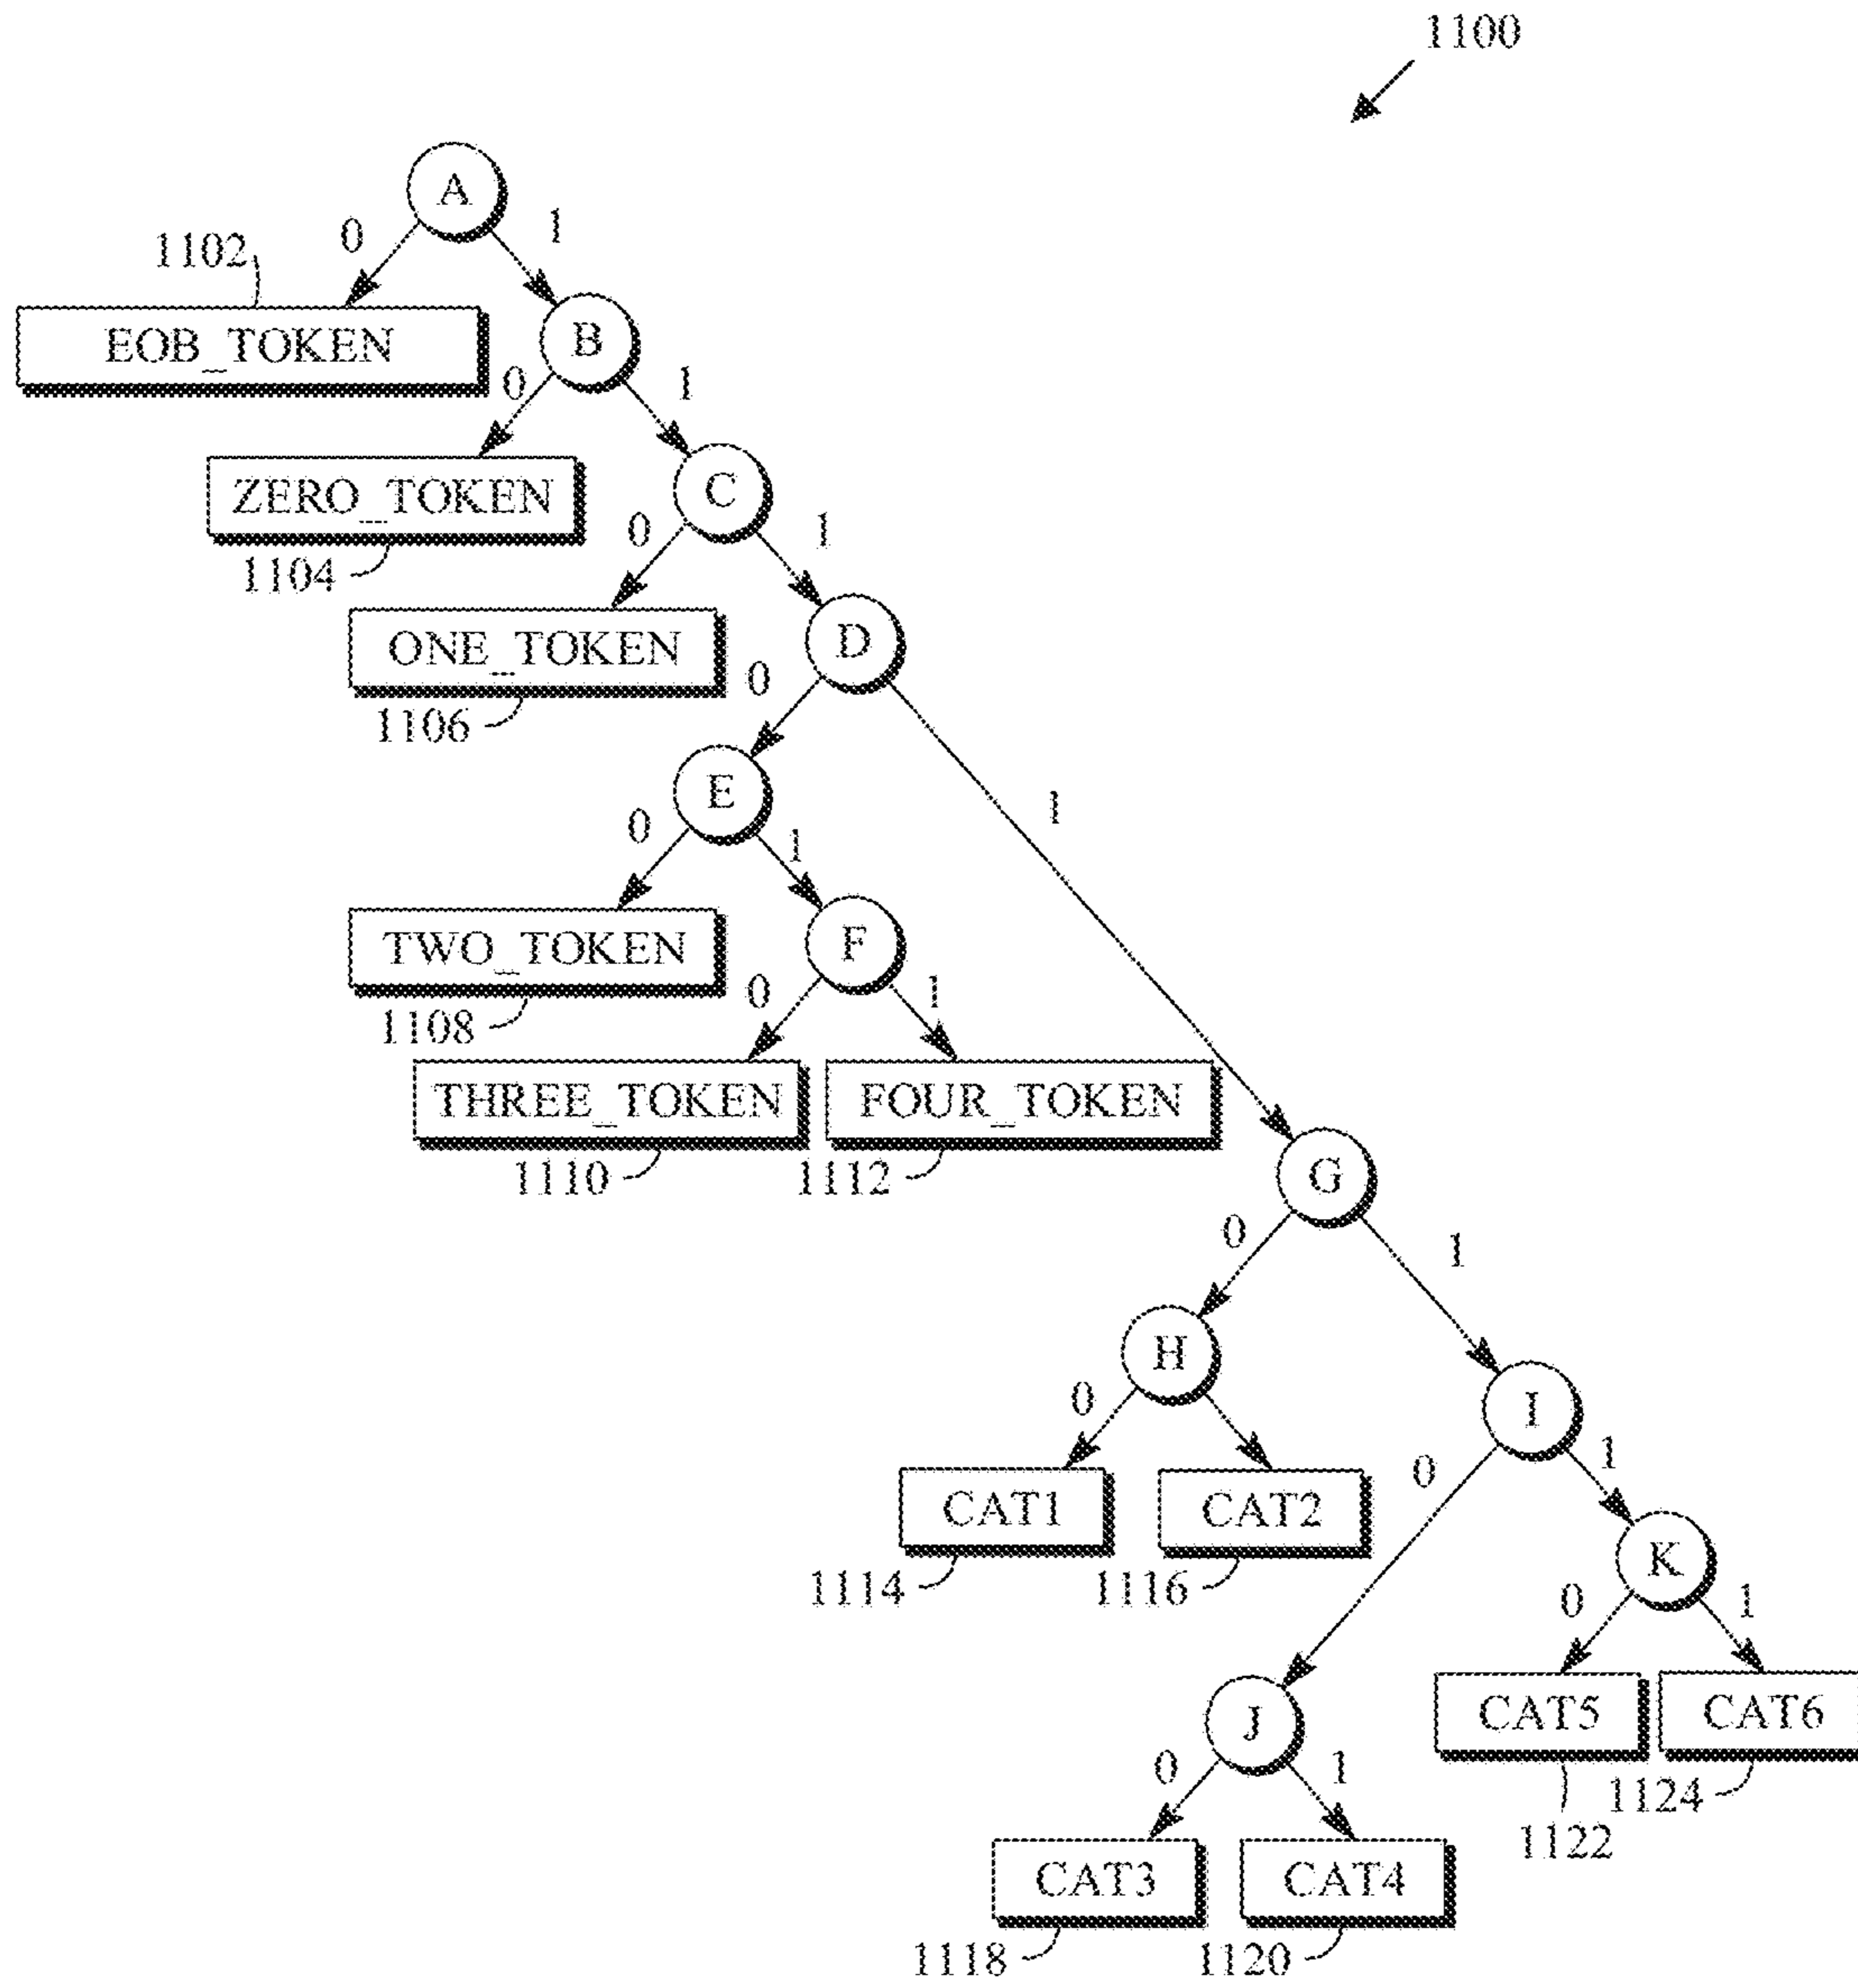 1100
A
0
1
1102
EOB_TOKEN
B
0
1
ZERO_TOKEN
C
1104
0
1
ONE_TOKEN
D
1106
0
E
1
0
1
TWO_TOKEN
F
1108
0
1
THREE_TOKEN
FOUR_TOKEN
1110
1112
G
0
1
H
I
0
0
1
CAT1
CAT2
K
1114
1116
0
1
J
CAT5
CAT6
0
1
1124
1122
CAT3
CAT4
1118
1120